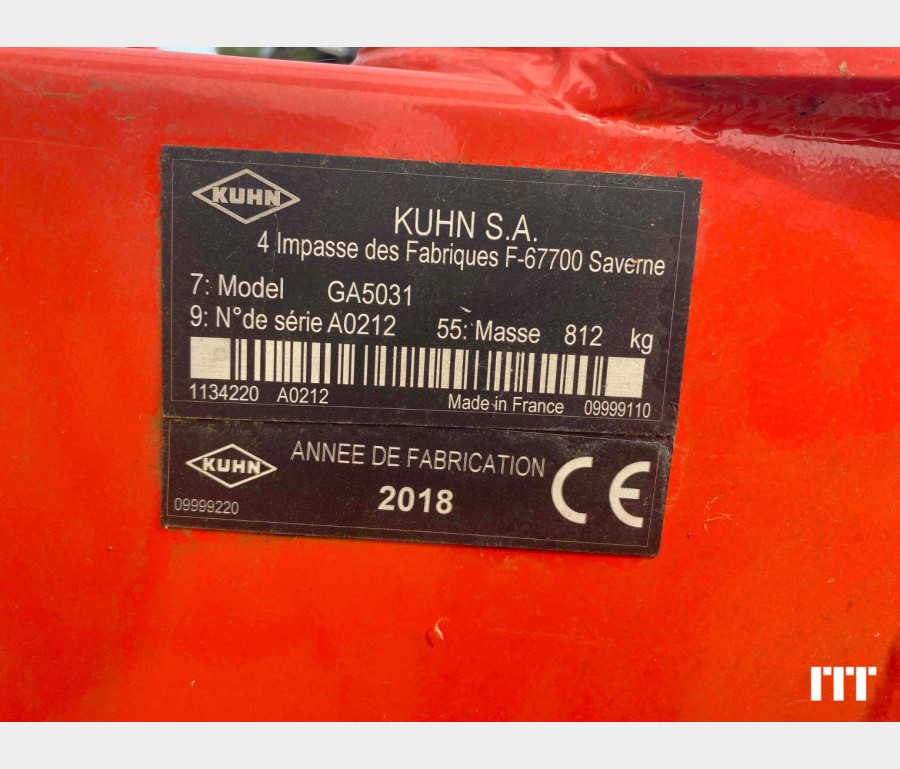 KUHN
KUHN S.A.
4 Impasse des Fabriques F-67700 Saverne
7: Model GA5031
9: N°de série A0212 55: Masse 812 kg
1134220 A0212 Made in France 09999110
KUHN
ANNEE DE FABRICATION
2018
CE
09999220
ITT